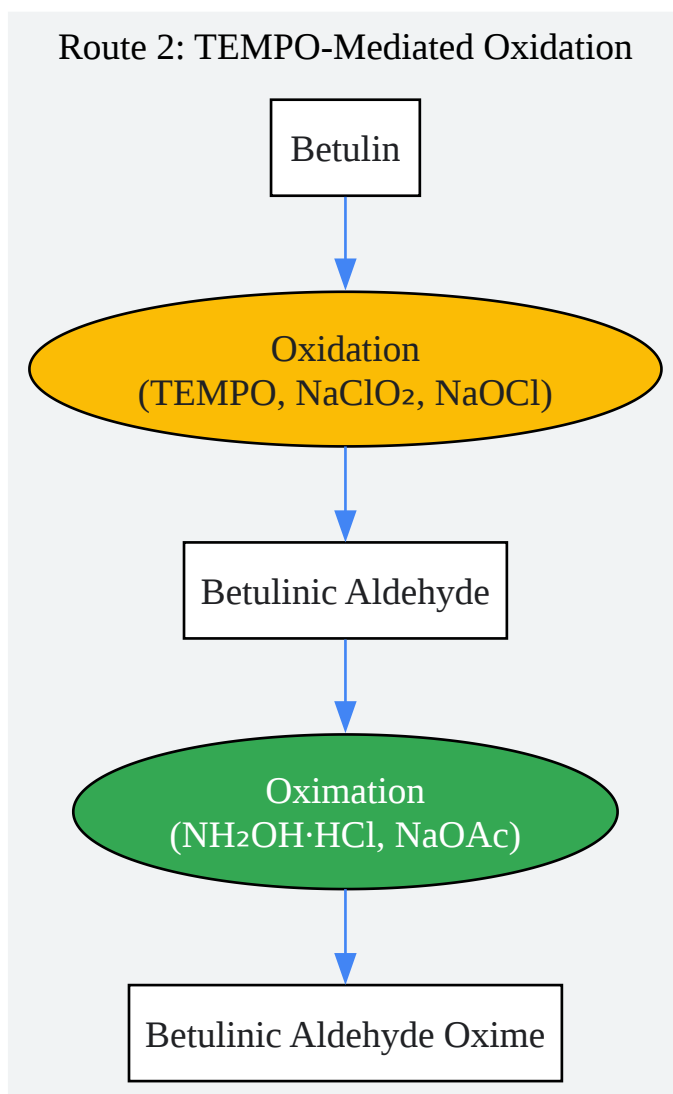 Route 2: TEMPO-Mediated Oxidation
Betulin
Oxidation
(TEMPO, NaClO₂, NaOCl)
Betulinic Aldehyde
Oximation
(NH₂OH·HCl, NaOAc)
Betulinic Aldehyde Oxime